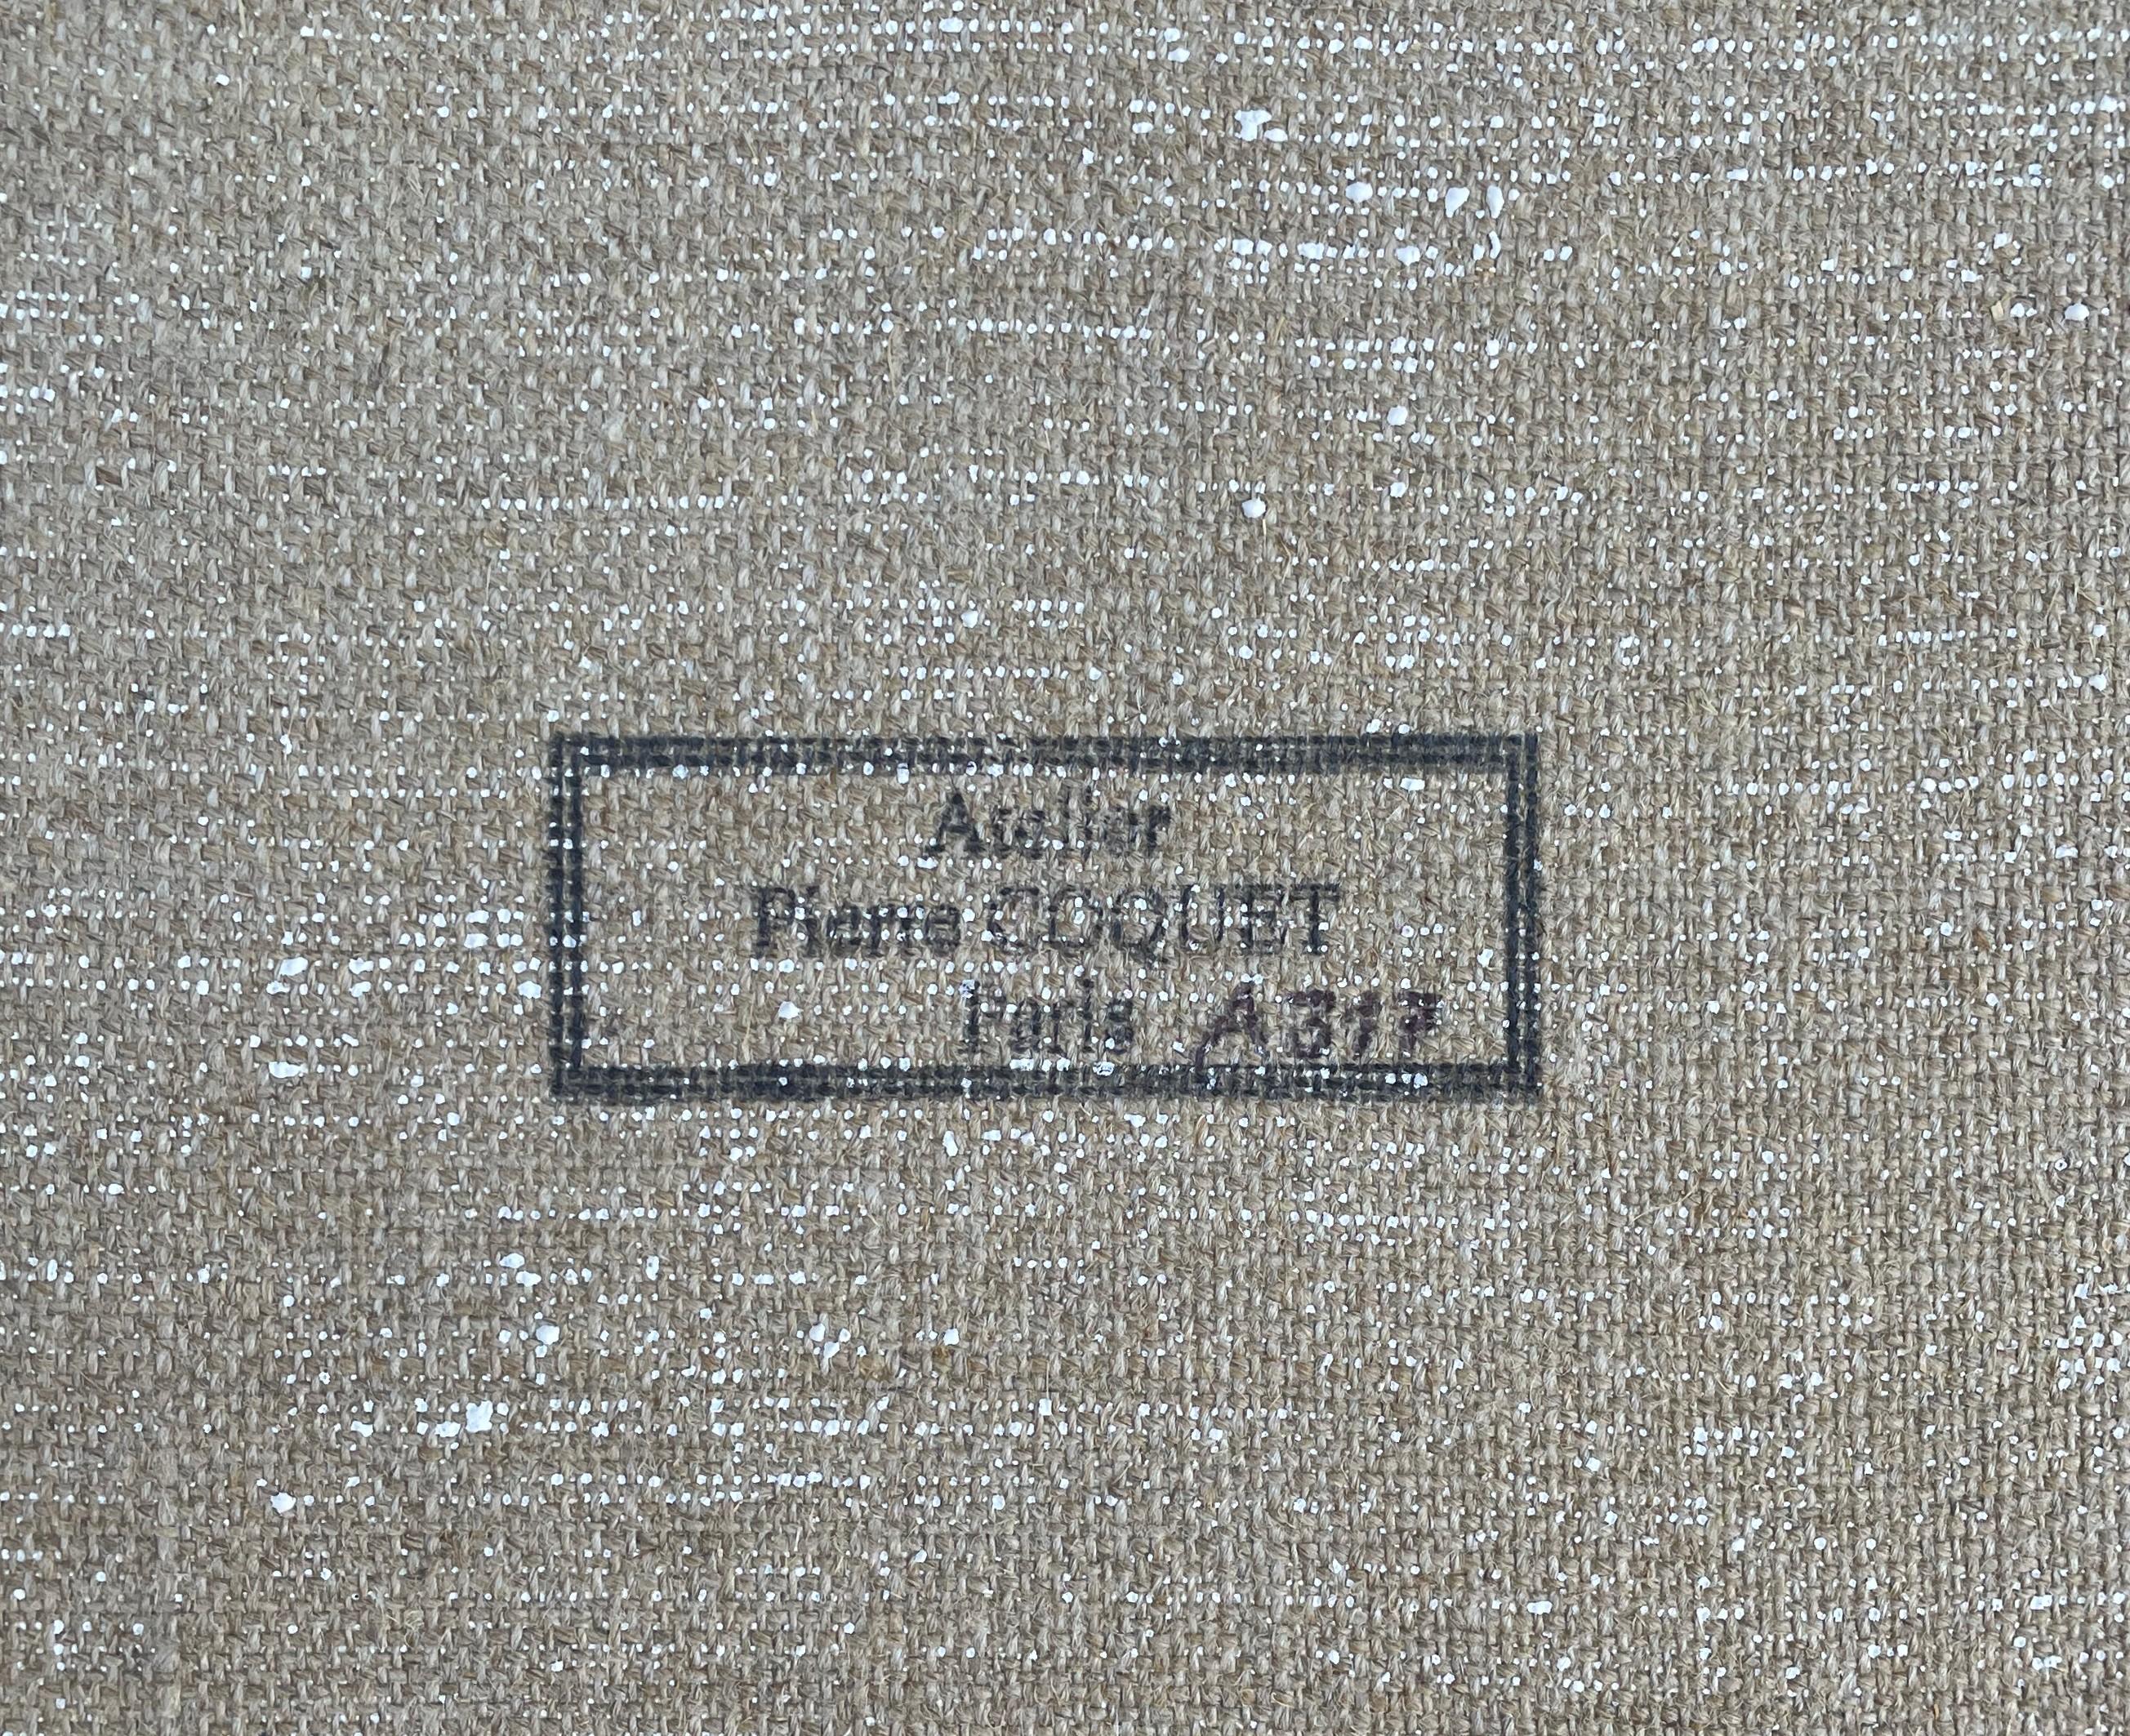 Atelier
Pierre COQUET
Paris A317